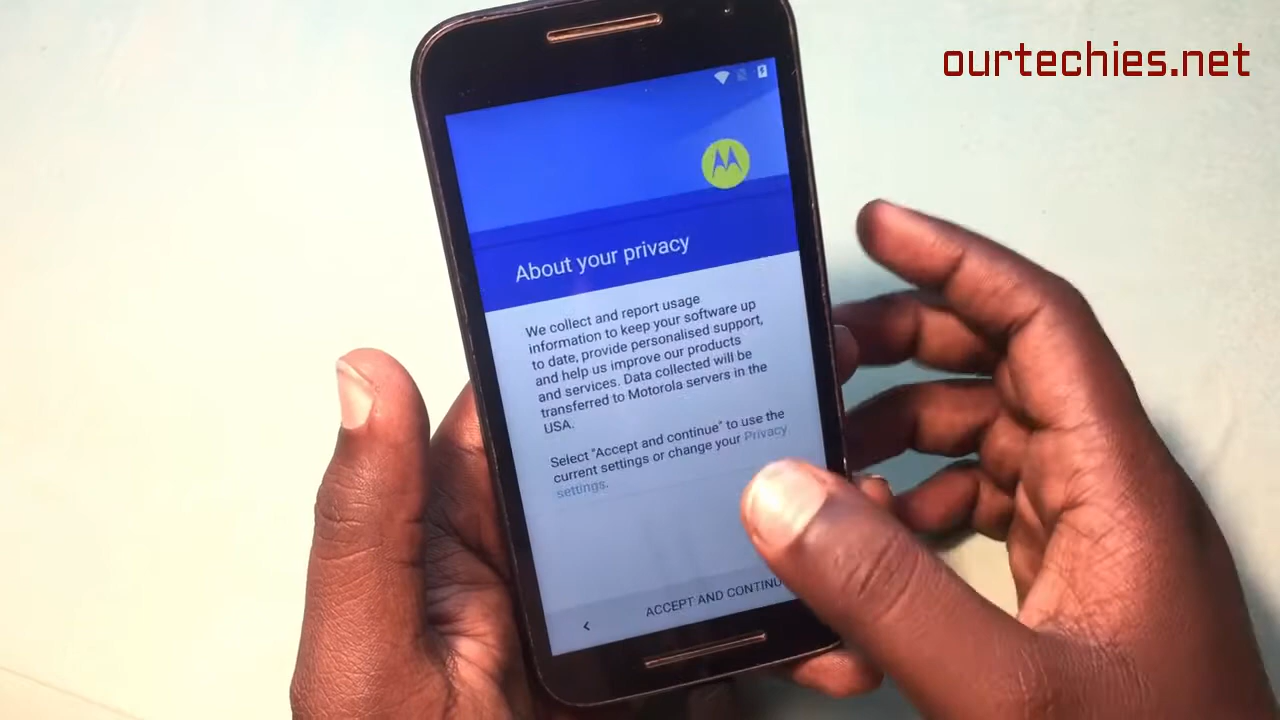 ourtechies.net
About your privacy
We collect and report usage
information to keep your software up
to date, provide personalised support,
and help us improve our products
and services. Data collected will be
transferred to Motorola servers in the
USA.
Select "Accept and continue" to use the
current settings or change your Privacy
settings.
ACCEPT AND CONTINU